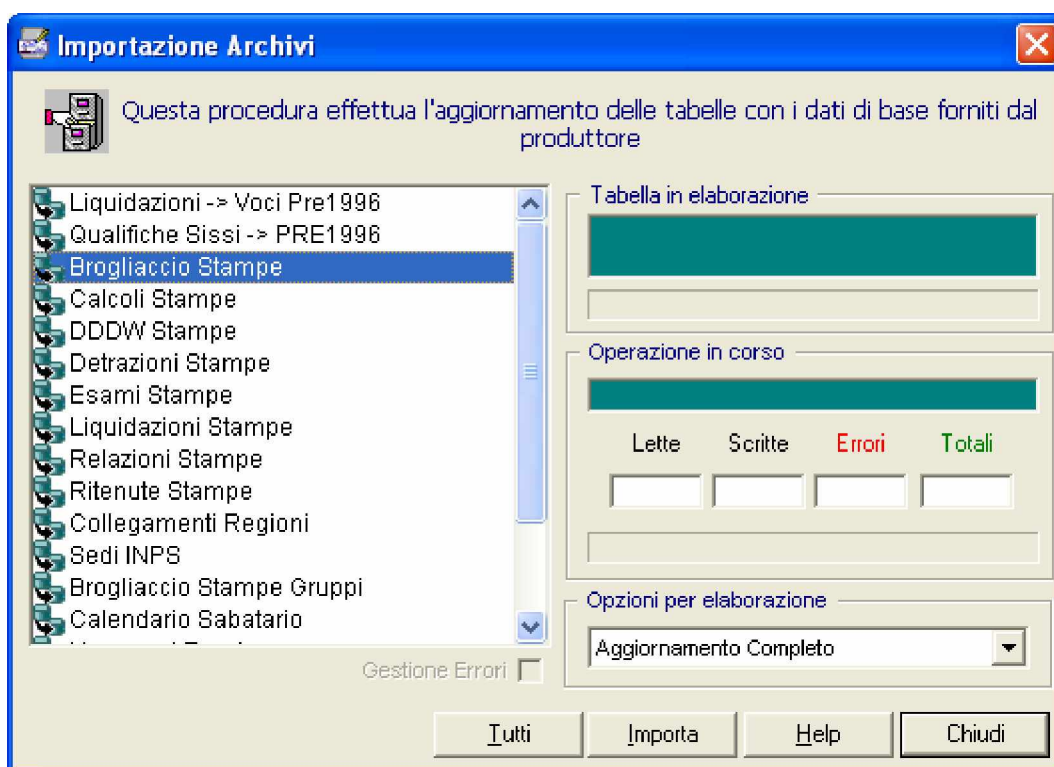 Importazione Archivi
Questa procedura effettua l'aggiornamento delle tabelle con i dati di base forniti dal
produttore
Liquidazioni -> Voci Pre1996
Qualifiche Sissi -> PRE1996
Brogliaccio Stampe
Calcoli Stampe
DDDW Stampe
Detrazioni Stampe
Esami Stampe
Liquidazioni Stampe
Relazioni Stampe
Ritenute Stampe
Collegamenti Regioni
Sedi INPS
Brogliaccio Stampe Gruppi
Calendario Sabatario
Gestione Errori
Tabella in elaborazione
Operazione in corso
Lette Scritte Errori Totali
Opzioni per elaborazione
Aggiornamento Completo
Tutti Importa Help Chiudi